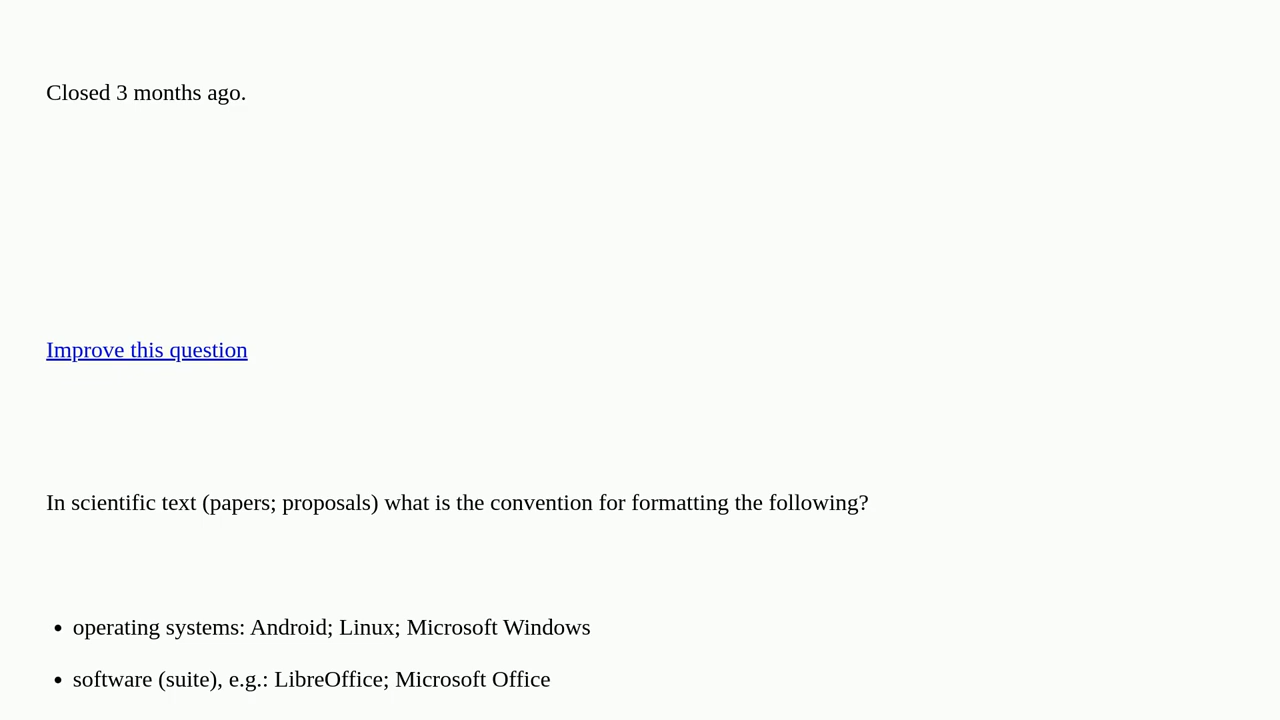 Closed 3 months ago.
Improve this question
In scientific text (papers; proposals) what is the convention for formatting the following?
• operating systems: Android; Linux; Microsoft Windows
• software (suite), e.g.: LibreOffice; Microsoft Office